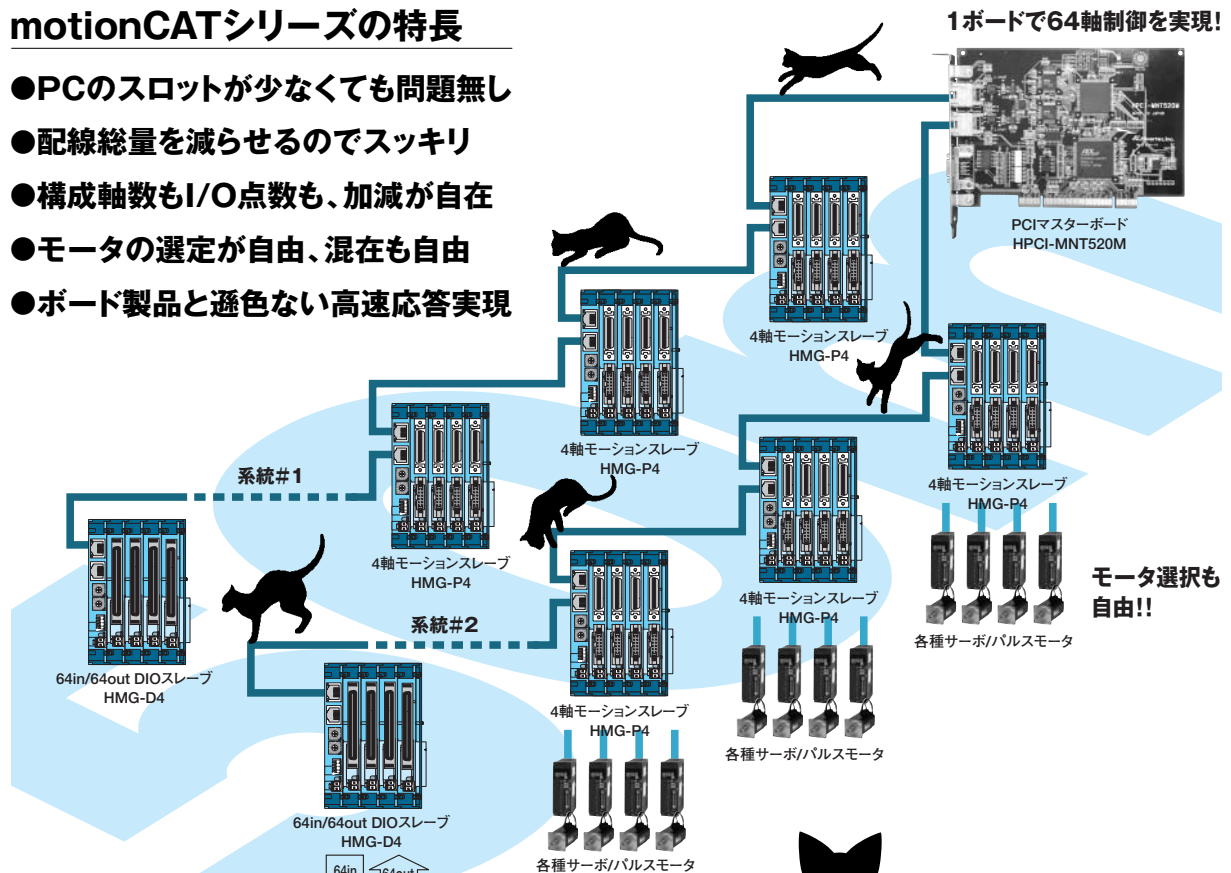 motionCATシリーズの特長
●PCのスロットが少なくても問題無し
●配線総量を減らせるのでスッキリ
●構成軸数もI/O点数も、加減が自在
●モータの選定が自由、混在も自由
●ボード製品と遜色ない高速応答実現
1ボードで64軸制御を実現!
HPCI-MNT520M
PCIマスターボード
HPCI-MNT520M
4軸モーションスレーブ
HMG-P4
4軸モーションスレーブ
HMG-P4
4軸モーションスレーブ
HMG-P4
系統#1
64in/64out DIOスレーブ
HMG-D4
4軸モーションスレーブ
HMG-P4
各種サーボ/パルスモータ
モータ選択も
自由!!
4軸モーションスレーブ
HMG-P4
各種サーボ/パルスモータ
4軸モーションスレーブ
HMG-P4
各種サーボ/パルスモータ
系統#2
64in/64out DIOスレーブ
HMG-D4
64in
64out